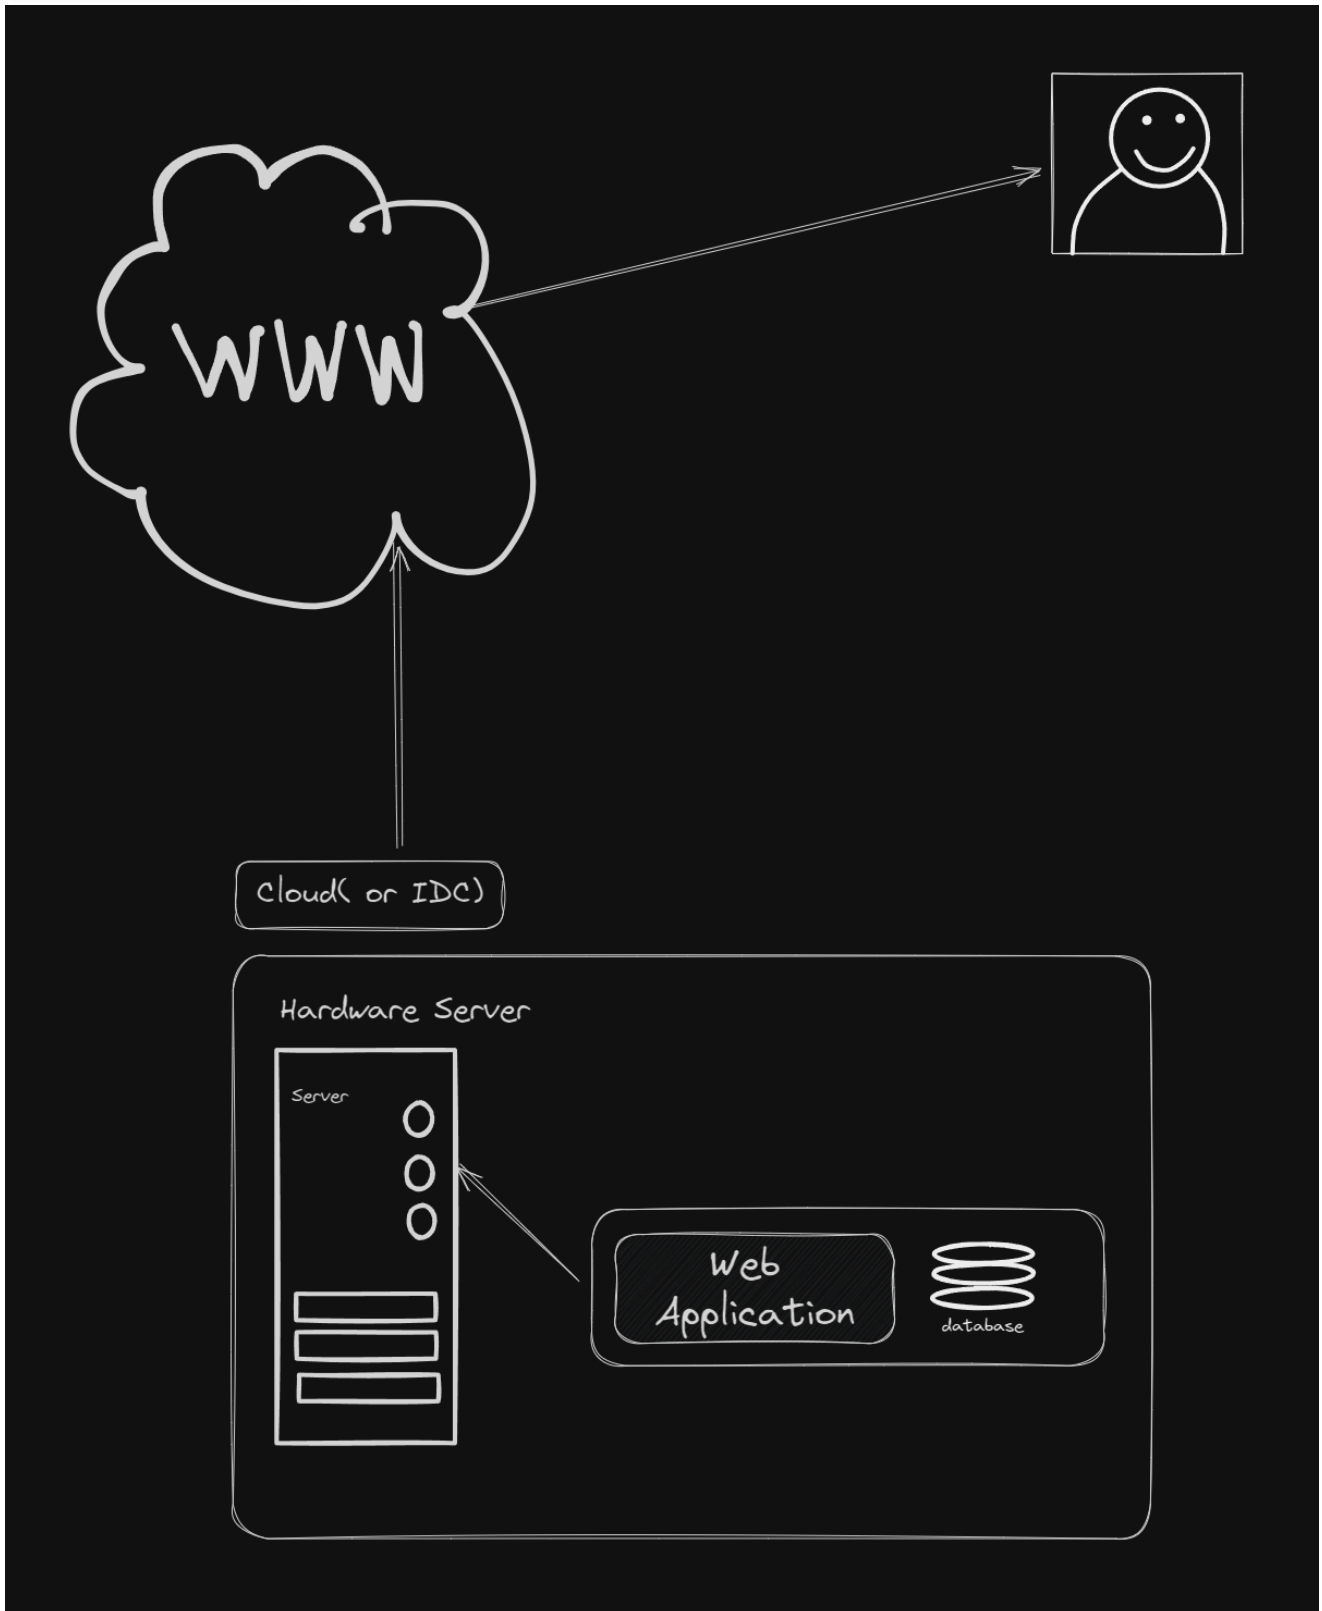 WWW
Cloud( or IDC)
Hardware Server
Server
Web
Application
database